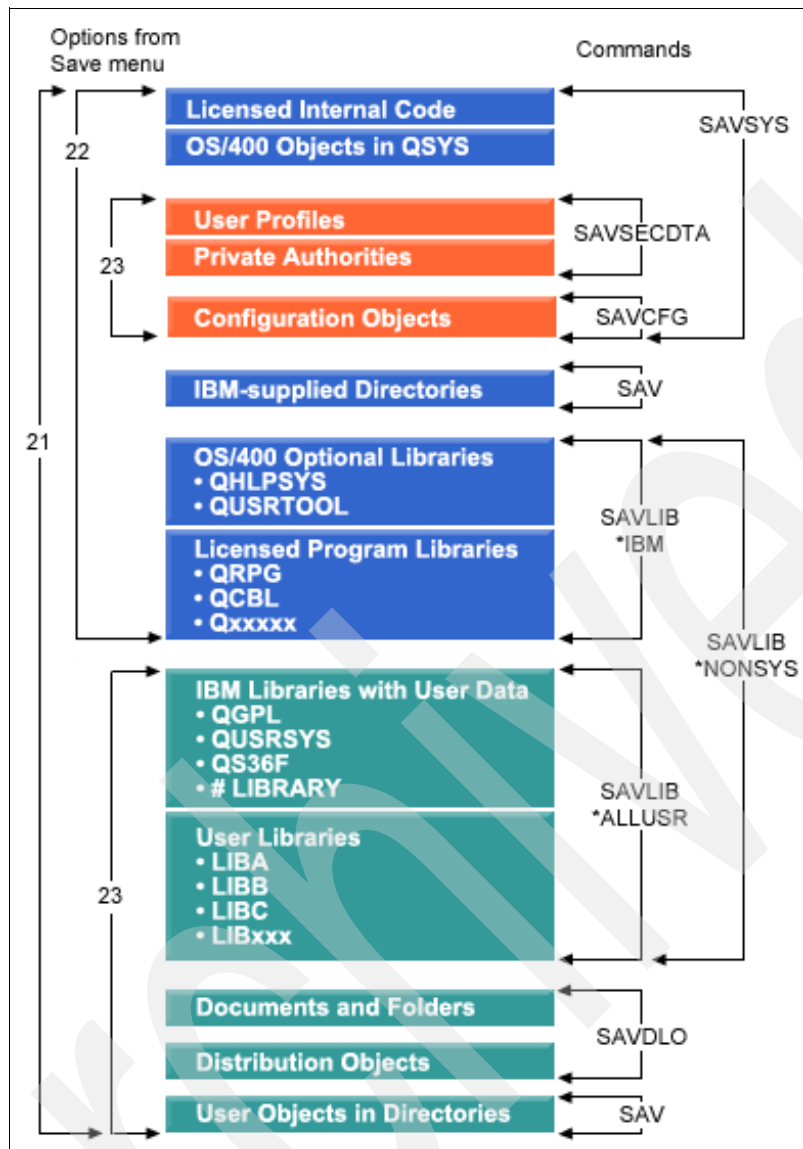 Options from
Save menu
Commands
Licensed Internal Code
OS/400 Objects in QSYS
SAVSYS
22
User Profiles
Private Authorities
SAVSECDTA
23
Configuration Objects
SAVCFG
IBM-supplied Directories
SAV
21
OS/400 Optional Libraries
• QHLPSYS
• QUSRTOOL
SAVLIB
*IBM
Licensed Program Libraries
• QRPG
• QCBL
• Qxxxxx
SAVLIB
*NONSYS
IBM Libraries with User Data
• QGPL
• QUSRSYS
• QS36F
• # LIBRARY
SAVLIB
*ALLUSR
User Libraries
• LIBA
• LIBB
• LIBC
• LIBxxx
23
Documents and Folders
SAVDLO
Distribution Objects
User Objects in Directories
SAV